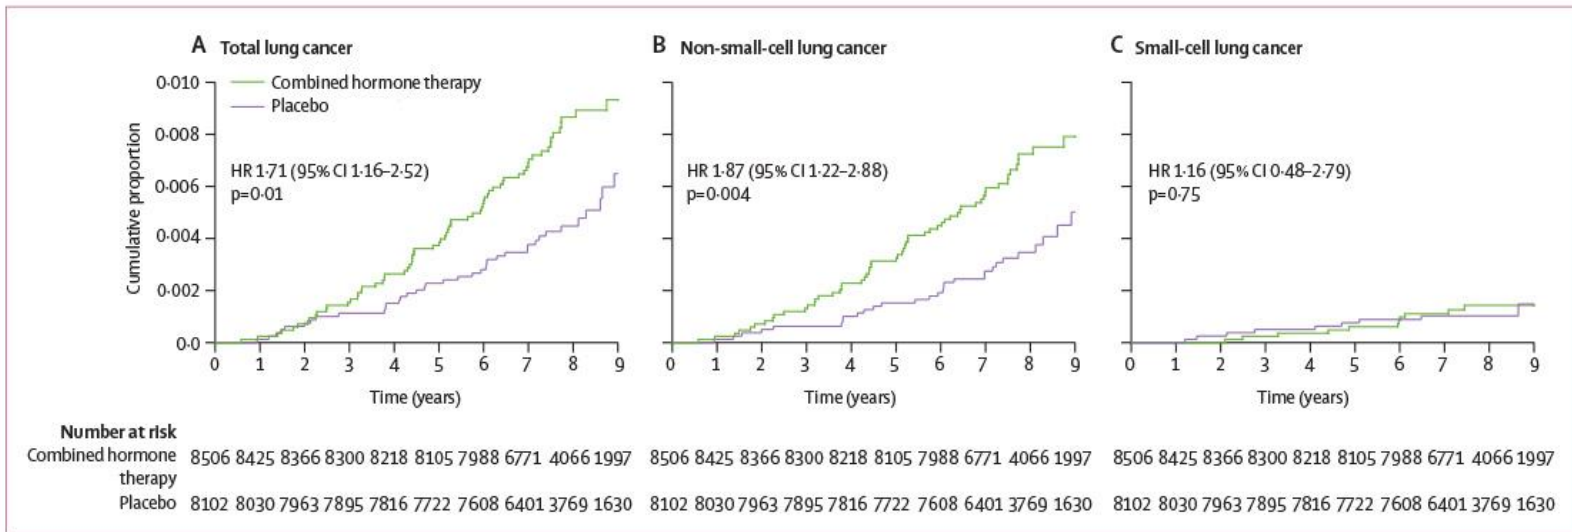 A Total lung cancer
Combined hormone therapy
Placebo
HR 1·71 (95% CI 1·16–2·52)
p=0·01
Cumulative proportion
0·010
0·008
0·006
0·004
0·002
0·0
0 1 2 3 4 5 6 7 8 9
Time (years)
B Non-small-cell lung cancer
HR 1·87 (95% CI 1·22–2·88)
p=0·004
0 1 2 3 4 5 6 7 8 9
Time (years)
C Small-cell lung cancer
HR 1·16 (95% CI 0·48–2·79)
p=0·75
0 1 2 3 4 5 6 7 8 9
Time (years)
Number at risk
Combined hormone
therapy
8506 8425 8366 8300 8218 8105 7988 6771 4066 1997 8506 8425 8366 8300 8218 8105 7988 6771 4066 1997 8506 8425 8366 8300 8218 8105 7988 6771 4066 1997
Placebo 8102 8030 7963 7895 7816 7722 7608 6401 3769 1630 8102 8030 7963 7895 7816 7722 7608 6401 3769 1630 8102 8030 7963 7895 7816 7722 7608 6401 3769 1630